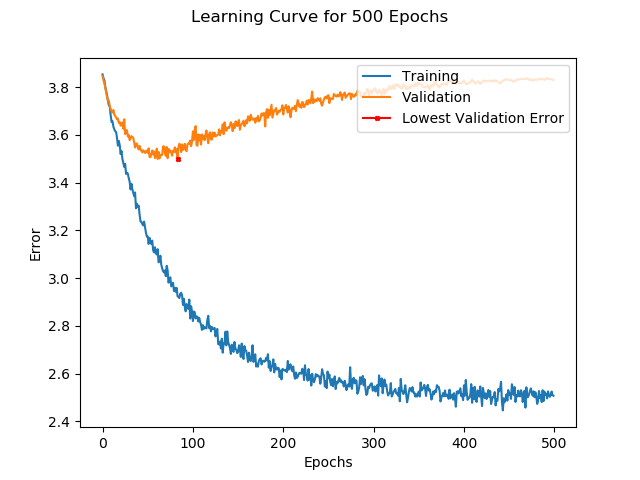 Learning Curve for 500 Epochs
Training
Validation
Lowest Validation Error
Error
3.8
3.6
3.4
3.2
3.0
2.8
2.6
2.4
0 100 200 300 400 500
Epochs